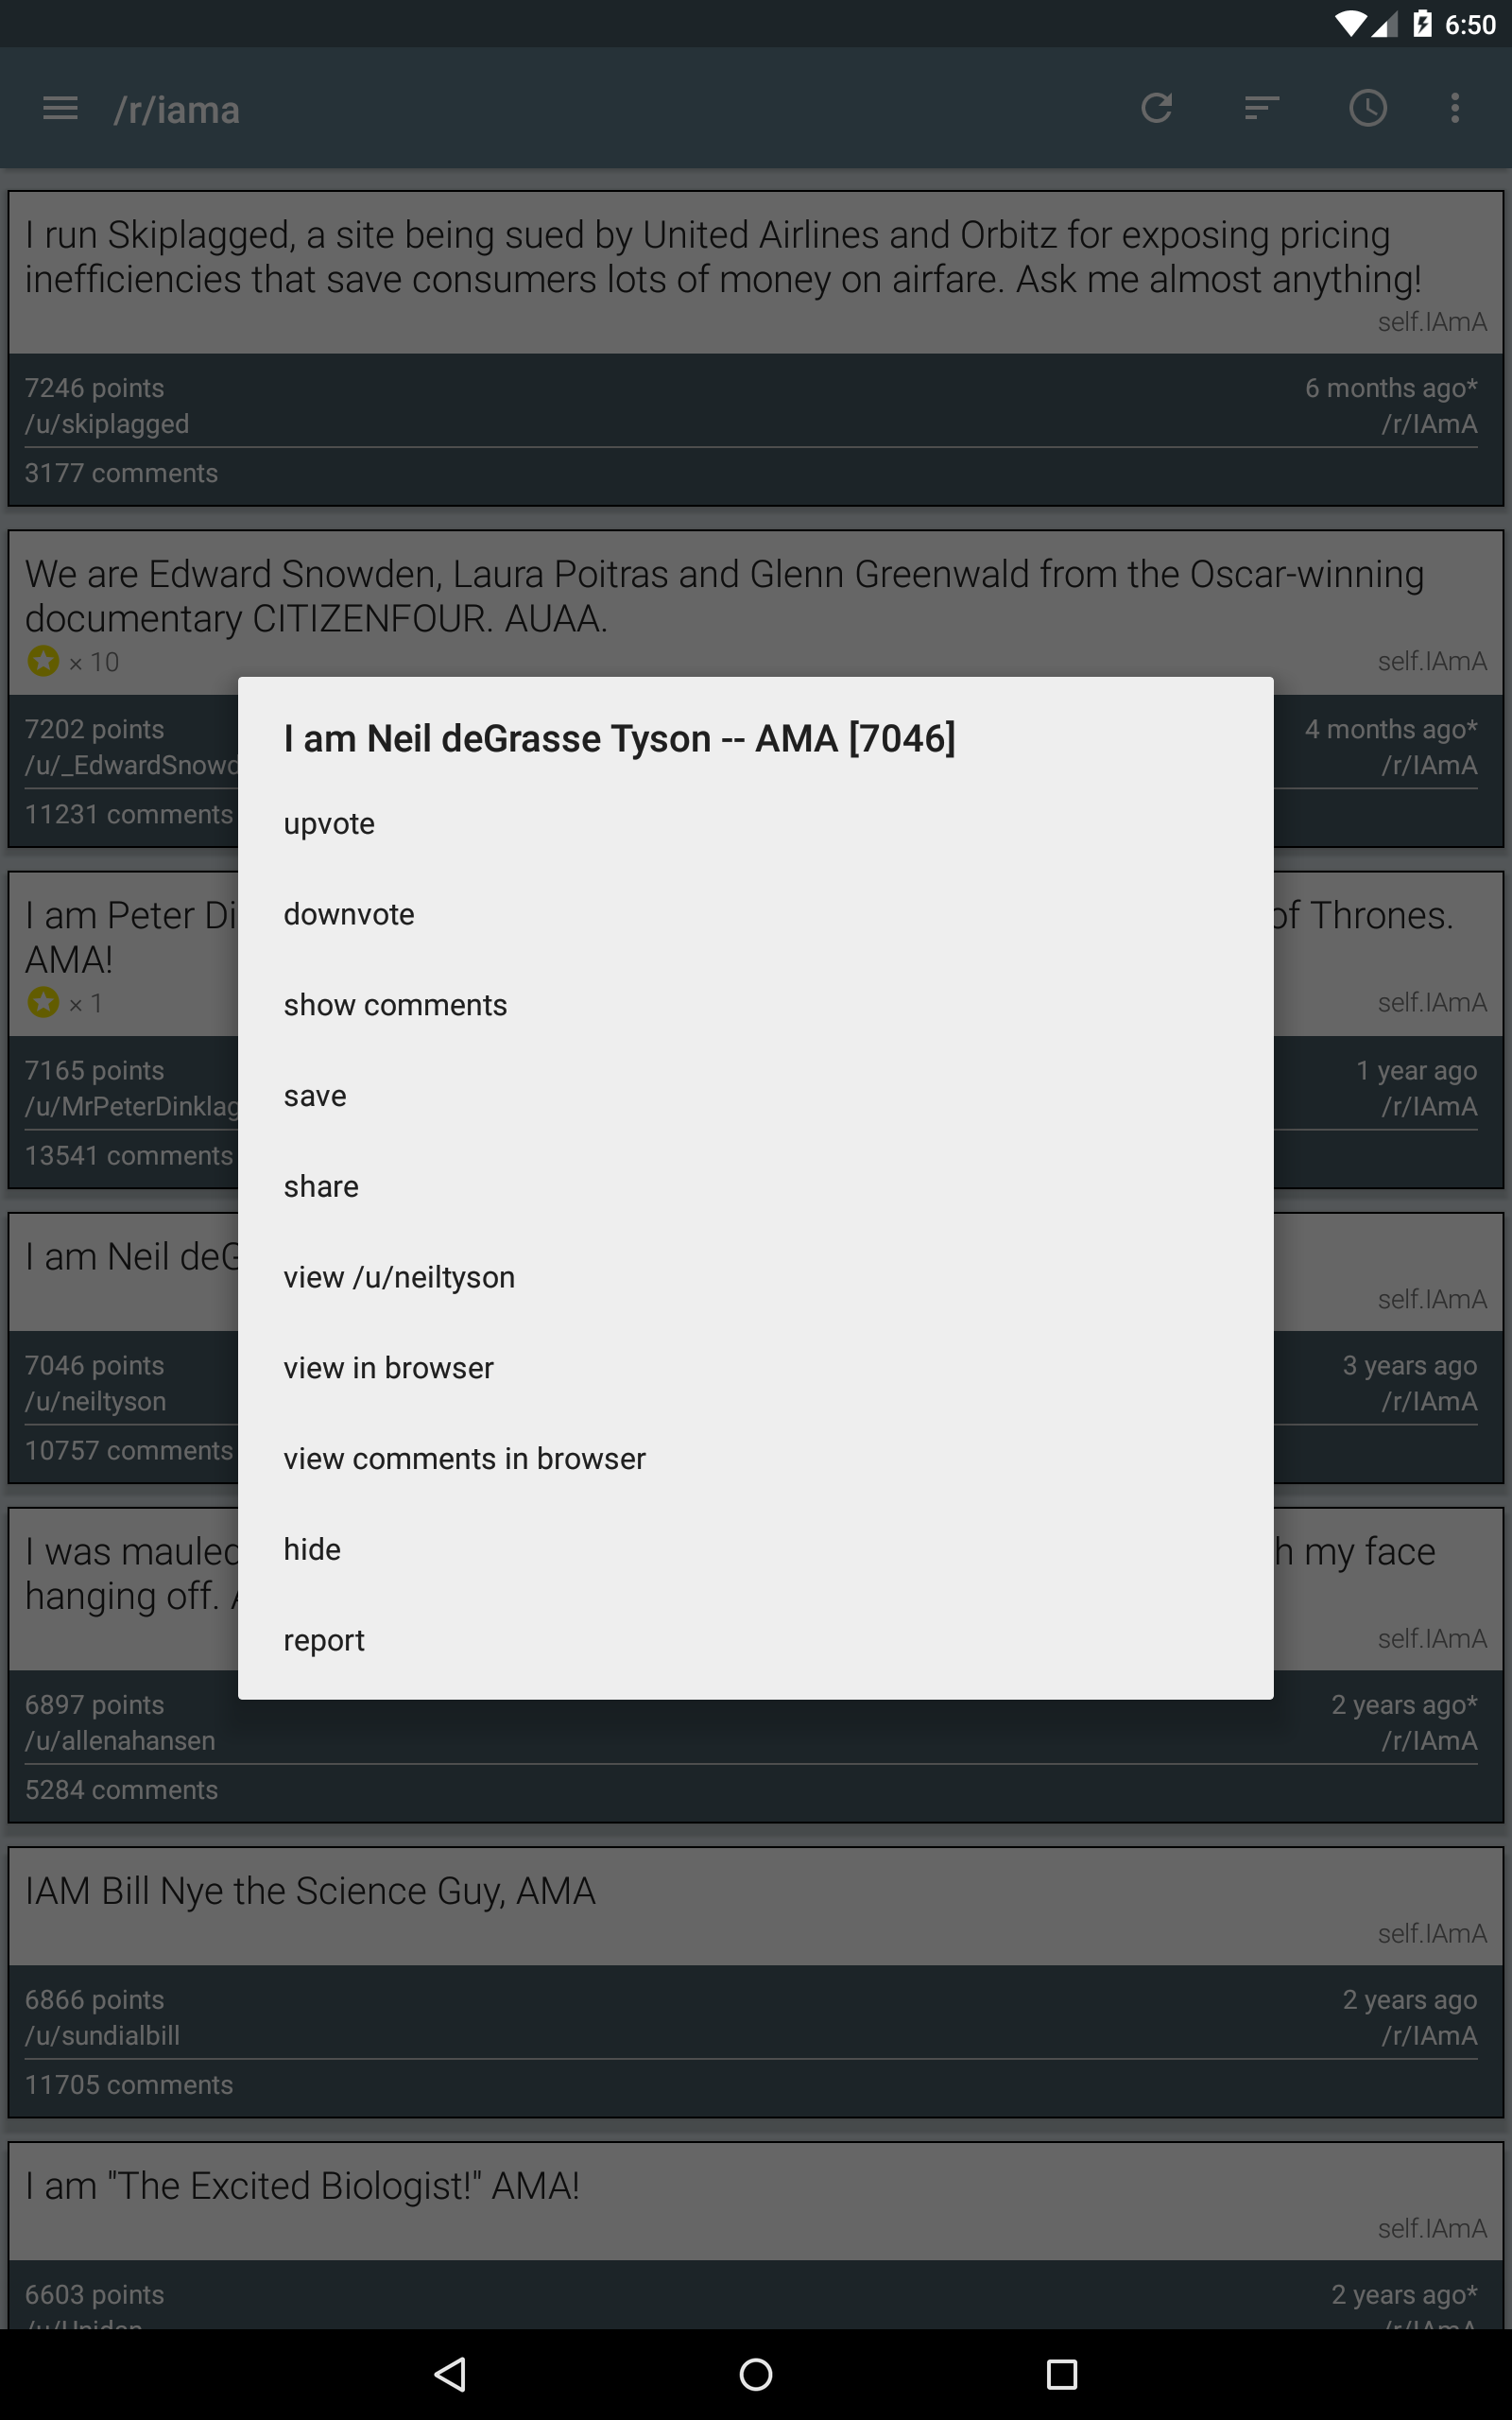 6:50
/r/iama
I run Skiplagged, a site being sued by United Airlines and Orbitz for exposing pricing
inefficiencies that save consumers lots of money on airfare. Ask me almost anything!
self.IAmA
7246 points
6 months ago*
/u/skiplagged
/r/IAmA
3177 comments
We are Edward Snowden, Laura Poitras and Glenn Greenwald from the Oscar-winning
documentary CITIZENFOUR. AUAA.
× 10
self.IAmA
7202 points
4 months ago*
/u/_EdwardSnowd
/r/IAmA
11231 comments
I am Peter Di
of Thrones.
AMA!
× 1
self.IAmA
7165 points
1 year ago
/u/MrPeterDinklag
/r/IAmA
13541 comments
I am Neil deG
self.IAmA
7046 points
3 years ago
/u/neiltyson
/r/IAmA
10757 comments
I was mauled
h my face
hanging off.
self.IAmA
6897 points
2 years ago*
/u/allenahansen
/r/IAmA
5284 comments
IAM Bill Nye the Science Guy, AMA
self.IAmA
6866 points
2 years ago
/u/sundialbill
/r/IAmA
11705 comments
I am "The Excited Biologist!" AMA!
self.IAmA
6603 points
2 years ago*
/u/Unidan
/r/IAmA
I am Neil deGrasse Tyson -- AMA [7046]
upvote
downvote
show comments
save
share
view /u/neiltyson
view in browser
view comments in browser
hide
report